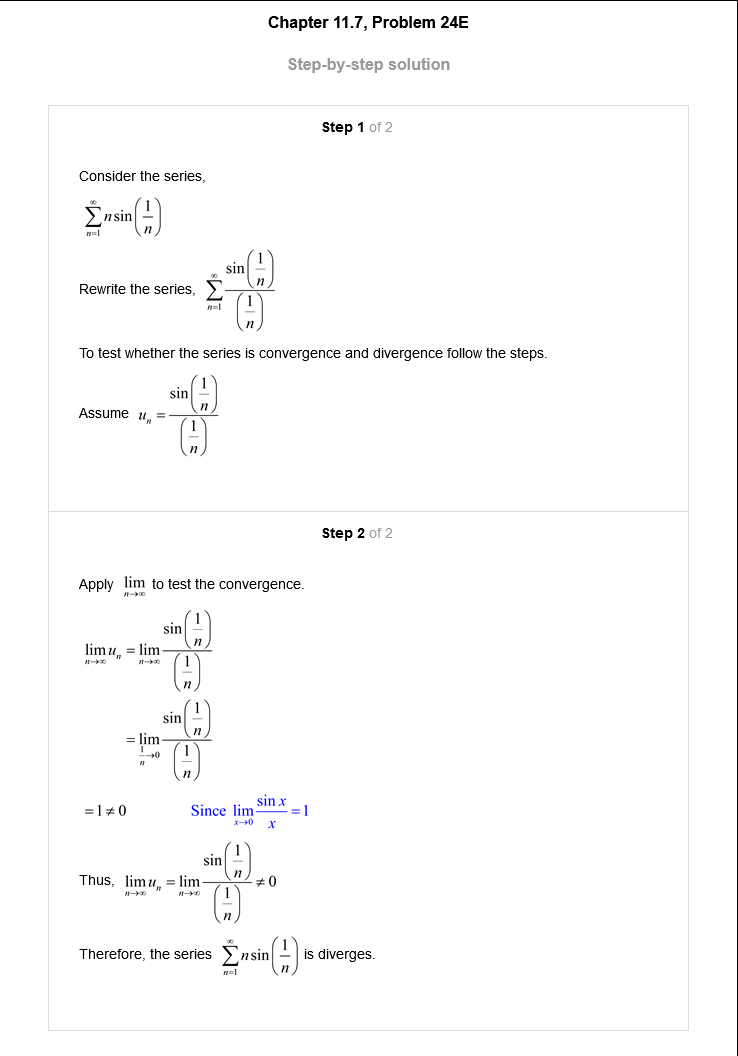 Chapter 11.7, Problem 24E
Step-by-step solution
Step 1 of 2
Consider the series,
$\sum_{n=1}^{\infty} n \sin\left(\frac{1}{n}\right)$
Rewrite the series, $\sum_{n=1}^{\infty} \frac{\sin\left(\frac{1}{n}\right)}{\left(\frac{1}{n}\right)}$
To test whether the series is convergence and divergence follow the steps.
Assume $u_n = \frac{\sin\left(\frac{1}{n}\right)}{\left(\frac{1}{n}\right)}$
Step 2 of 2
Apply $\lim_{n \to \infty}$ to test the convergence.
$\lim_{n \to \infty} u_n = \lim_{n \to \infty} \frac{\sin\left(\frac{1}{n}\right)}{\left(\frac{1}{n}\right)}$
$= \lim_{\frac{1}{n} \to 0} \frac{\sin\left(\frac{1}{n}\right)}{\left(\frac{1}{n}\right)}$
$= 1 \neq 0$ Since $\lim_{x \to 0} \frac{\sin x}{x} = 1$
Thus, $\lim_{n \to \infty} u_n = \lim_{n \to \infty} \frac{\sin\left(\frac{1}{n}\right)}{\left(\frac{1}{n}\right)} \neq 0$
Therefore, the series $\sum_{n=1}^{\infty} n \sin\left(\frac{1}{n}\right)$ is diverges.